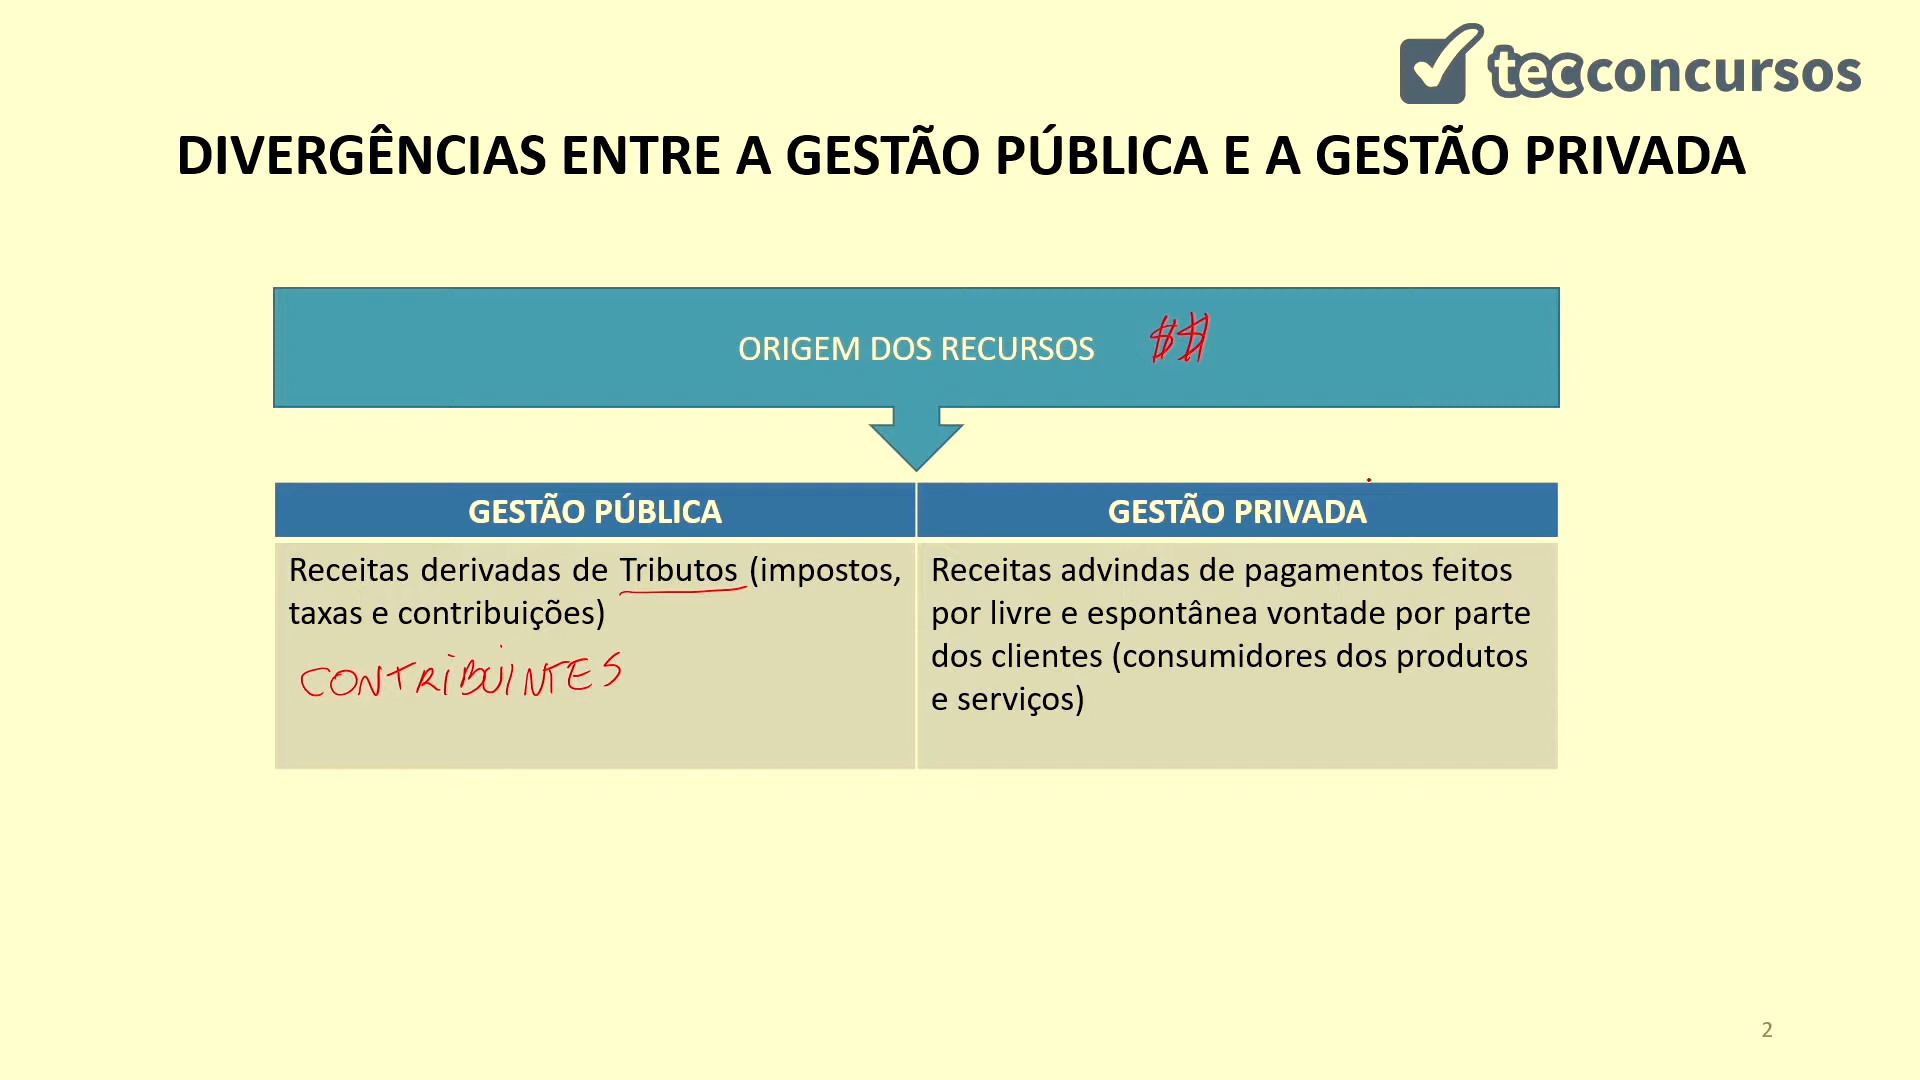 tecconcursos
DIVERGÊNCIAS ENTRE A GESTÃO PÚBLICA E A GESTÃO PRIVADA
ORIGEM DOS RECURSOS $$
GESTÃO PÚBLICA
Receitas derivadas de Tributos (impostos,
taxas e contribuições)
CONTRIBUINTES
GESTÃO PRIVADA
Receitas advindas de pagamentos feitos
por livre e espontânea vontade por parte
dos clientes (consumidores dos produtos
e serviços)
2